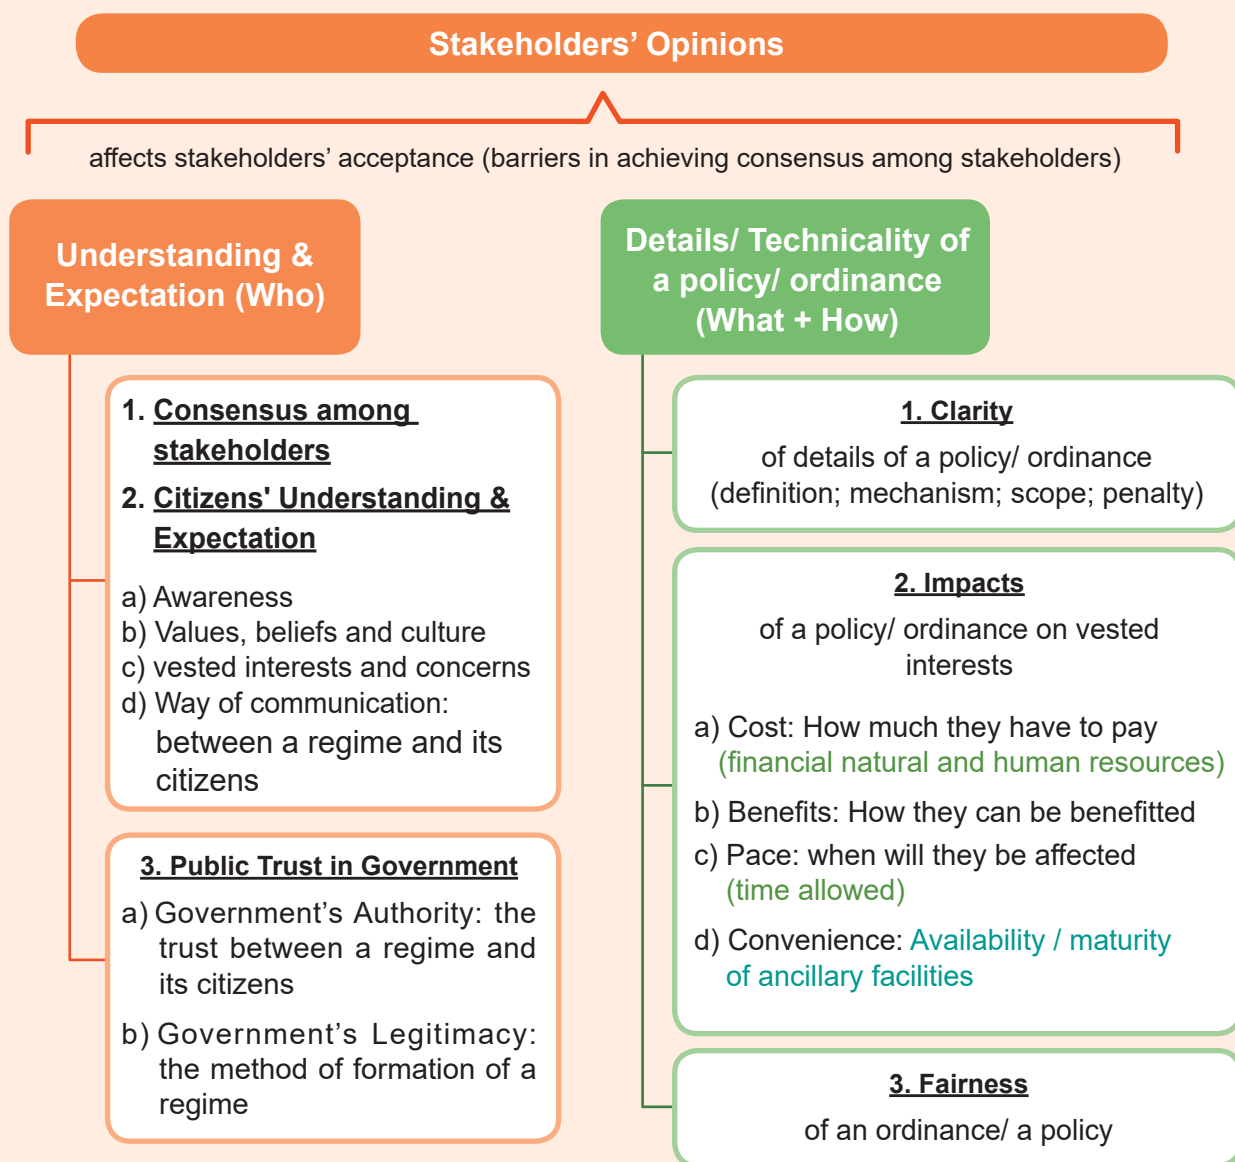 Stakeholders’ Opinions
affects stakeholders’ acceptance (barriers in achieving consensus among stakeholders)
Understanding &
Expectation (Who)
1. Consensus among
stakeholders
2. Citizens' Understanding &
Expectation
a) Awareness
b) Values, beliefs and culture
c) vested interests and concerns
d) Way of communication:
between a regime and its
citizens
3. Public Trust in Government
a) Government’s Authority: the
trust between a regime and
its citizens
b) Government’s Legitimacy:
the method of formation of a
regime
Details/ Technicality of
a policy/ ordinance
(What + How)
1. Clarity
of details of a policy/ ordinance
(definition; mechanism; scope; penalty)
2. Impacts
of a policy/ ordinance on vested
interests
a) Cost: How much they have to pay
(financial natural and human resources)
b) Benefits: How they can be benefitted
c) Pace: when will they be affected
(time allowed)
d) Convenience: Availability / maturity
of ancillary facilities
3. Fairness
of an ordinance/ a policy